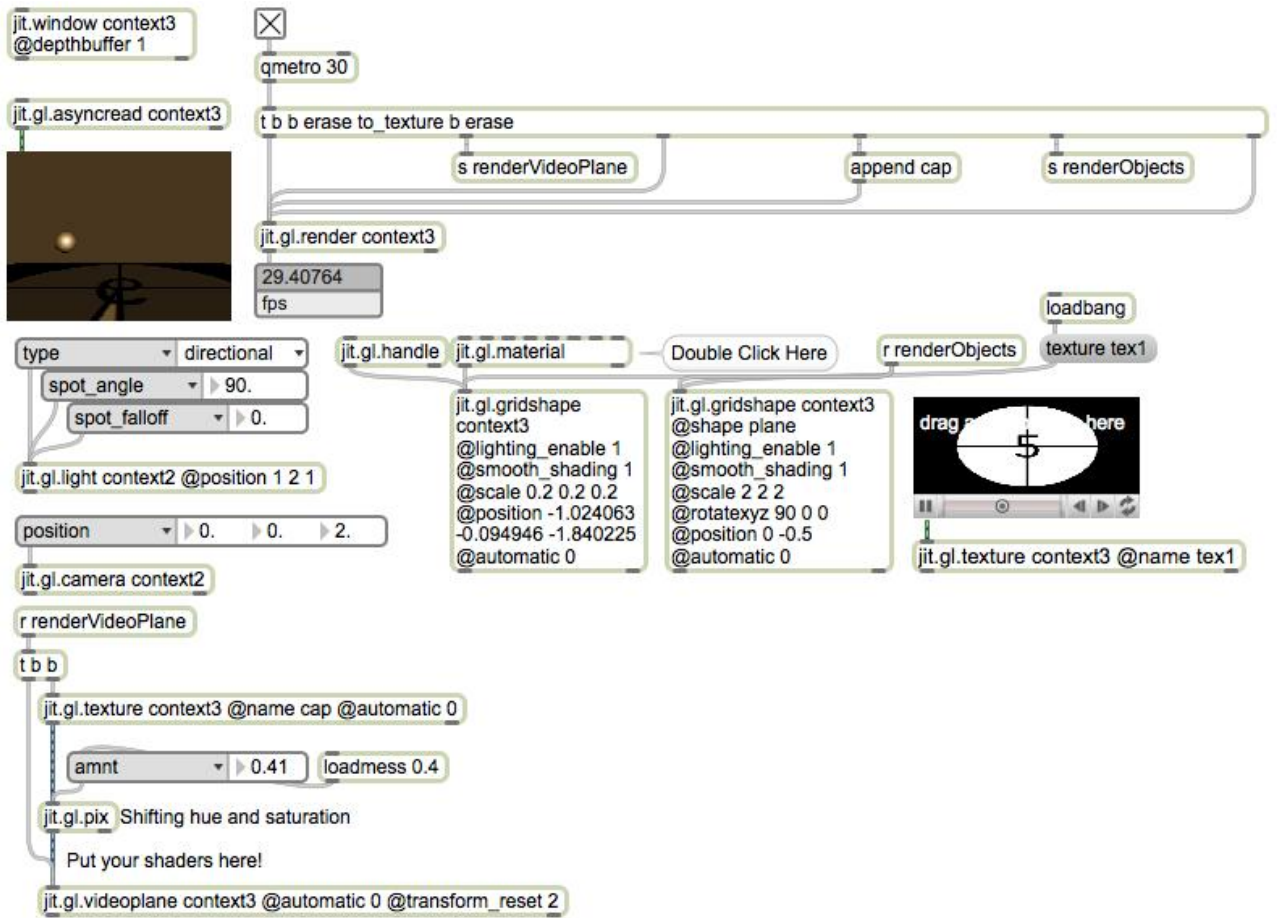 jit.window context3
@depthbuffer 1
qmetro 30
jit.gl.asyncread context3
t b b erase to_texture b erase
s renderVideoPlane
append cap
s renderObjects
jit.gl.render context3
29.40764
fps
loadbang
type
directional
jit.gl.handle
jit.gl.material
Double Click Here
r renderObjects
texture tex1
spot_angle
90.
spot_falloff
0.
jit.gl.light context2 @position 1 2 1
jit.gl.gridshape
context3
@lighting_enable 1
@smooth_shading 1
@scale 0.2 0.2 0.2
@position -1.024063
-0.094946 -1.840225
@automatic 0
jit.gl.gridshape context3
@shape plane
@lighting_enable 1
@smooth_shading 1
@scale 2 2 2
@rotatexyz 90 0 0
@position 0 -0.5
@automatic 0
drag here
5
jit.gl.texture context3 @name tex1
position
0.
0.
2.
jit.gl.camera context2
r renderVideoPlane
t b b
jit.gl.texture context3 @name cap @automatic 0
amnt
0.41
loadmess 0.4
jit.gl.pix
Shifting hue and saturation
Put your shaders here!
jit.gl.videoplane context3 @automatic 0 @transform_reset 2